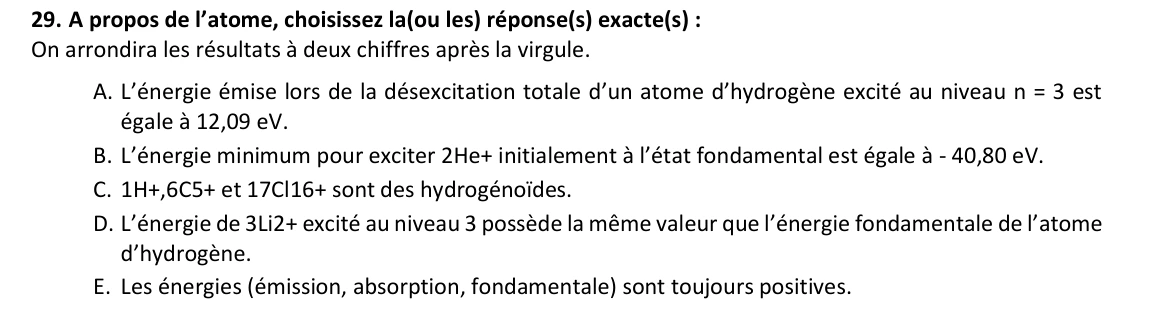 29. A propos de l’atome, choisissez la(ou les) réponse(s) exacte(s) :
On arrondira les résultats à deux chiffres après la virgule.
A. L’énergie émise lors de la désexcitation totale d’un atome d’hydrogène excité au niveau n = 3 est
égale à 12,09 eV.
B. L’énergie minimum pour exciter 2He+ initialement à l’état fondamental est égale à - 40,80 eV.
C. 1H+,6C5+ et 17Cl16+ sont des hydrogénoïdes.
D. L’énergie de 3Li2+ excité au niveau 3 possède la même valeur que l’énergie fondamentale de l’atome
d’hydrogène.
E. Les énergies (émission, absorption, fondamentale) sont toujours positives.